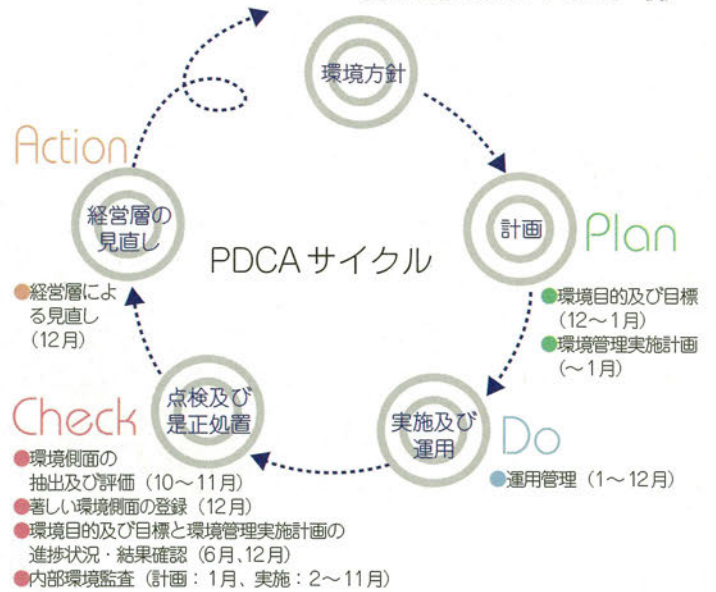 環境方針
Action
経営層の
見直し
計画
Plan
PDCAサイクル
●経営層によ
る見直し
(12月)
●環境目的及び目標
(12～1月)
●環境管理実施計画
(～1月)
点検及び
是正処置
Check
実施及び
運用
Do
●環境側面の
抽出及び評価(10～11月)
●著しい環境側面の登録(12月)
●環境目的及び目標と環境管理実施計画の
進捗状況・結果確認(6月、12月)
●内部環境監査(計画：1月、実施：2～11月)
●運用管理(1～12月)